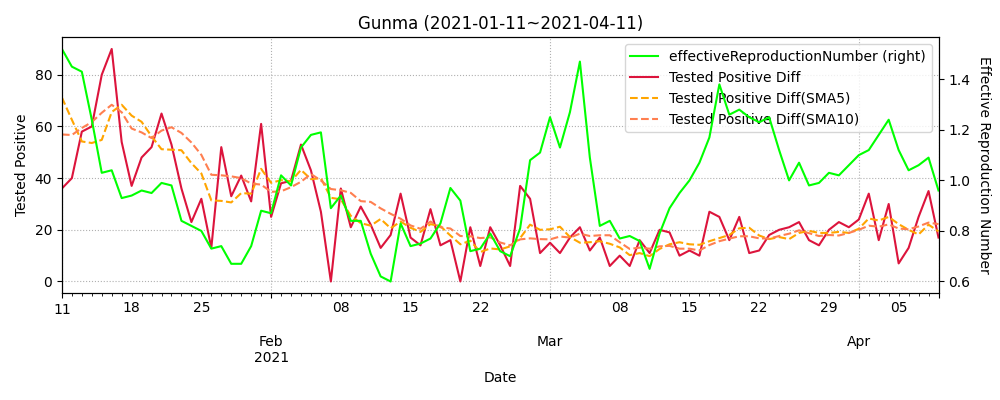 Gunma (2021-01-11~2021-04-11)
effectiveReproductionNumber (right)
Tested Positive Diff
Tested Positive Diff(SMA5)
Tested Positive Diff(SMA10)
Tested Positive
Effective Reproduction Number
80
60
40
20
0
1.4
1.2
1.0
0.8
0.6
11 18 25 08 15 22 08 15 22 29 05
Feb Mar Apr
2021
Date